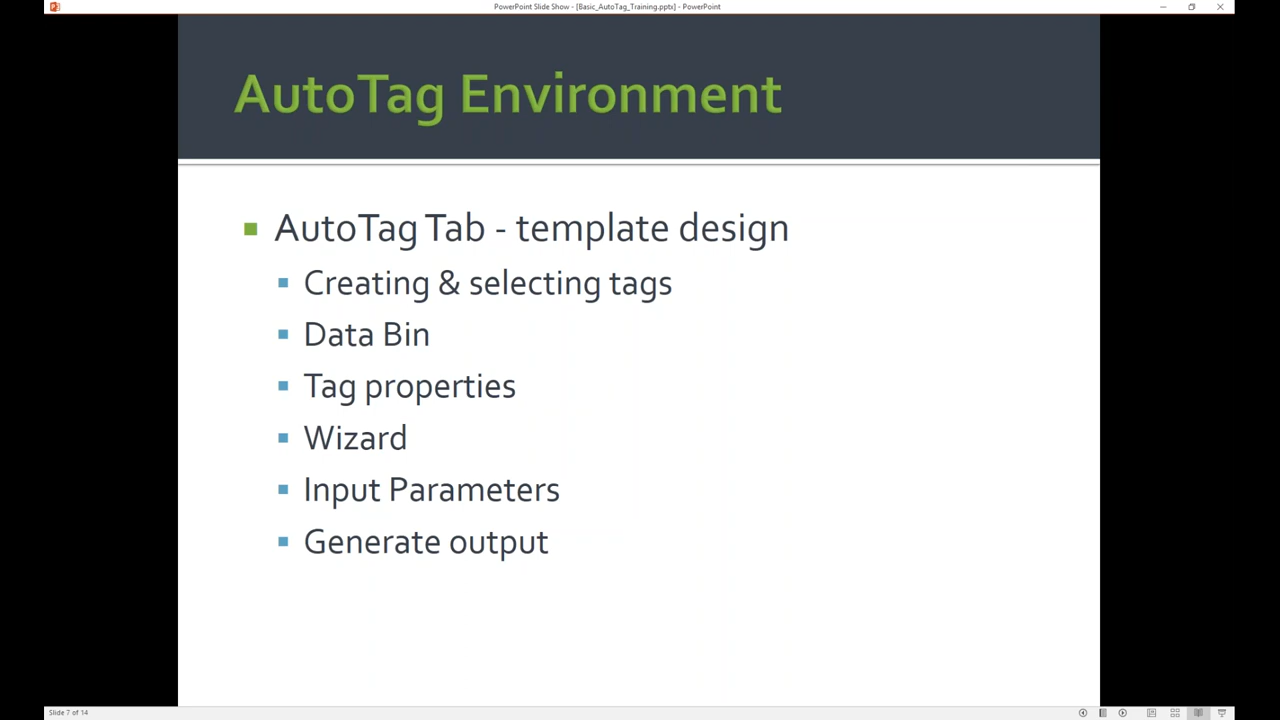 PowerPoint Slide Show - [Basic_AutoTag_Training.pptx] - PowerPoint
AutoTag Environment
AutoTag Tab - template design
Creating & selecting tags
Data Bin
Tag properties
Wizard
Input Parameters
Generate output
Slide 7 of 14